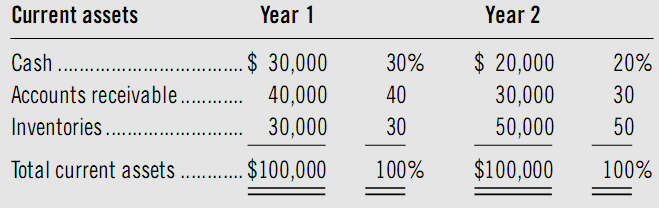 Current assets Year 1 Year 2
Cash .................................. $ 30,000 30% $ 20,000 20%
Accounts receivable ............ 40,000 40 30,000 30
Inventories ......................... 30,000 30 50,000 50
Total current assets ............ $100,000 100% $100,000 100%